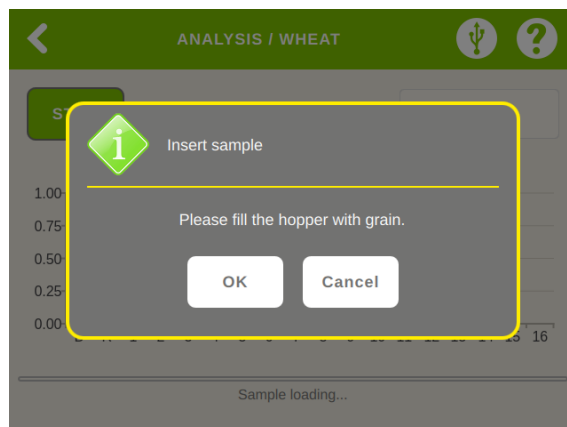 ANALYSIS / WHEAT
?
i
Insert sample
Please fill the hopper with grain.
OK
Cancel
1.00
0.75
0.50
0.25
0.00
15 16
Sample loading...